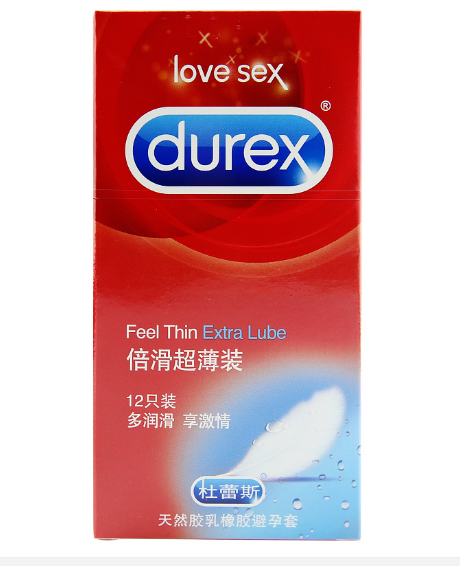 love sex
durex®
Feel Thin Extra Lube
倍滑超薄装
12只装
多润滑 享激情
杜蕾斯
天然胶乳橡胶避孕套